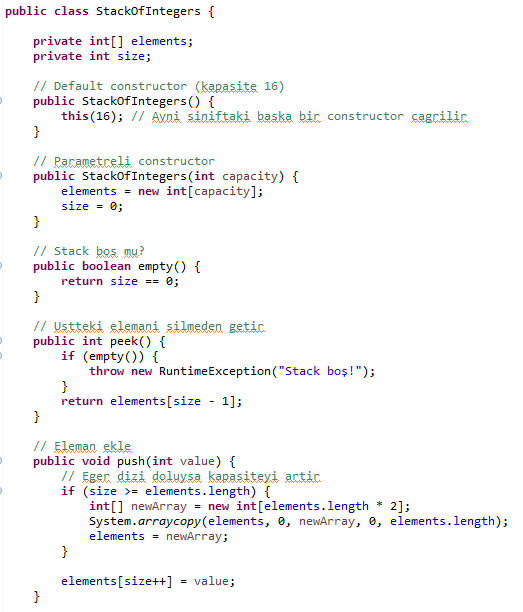 public class StackOfIntegers {
private int[] elements;
private int size;
// Default constructor (kapasite 16)
public StackOfIntegers() {
this(16); // Ayni siniftaki baska bir constructor cagrilir
}
// Parametreli constructor
public StackOfIntegers(int capacity) {
elements = new int[capacity];
size = 0;
}
// Stack bos mu?
public boolean empty() {
return size == 0;
}
// Ustteki elemani silmeden getir
public int peek() {
if (empty()) {
throw new RuntimeException("Stack boş!");
}
return elements[size - 1];
}
// Eleman ekle
public void push(int value) {
// Eger dizi doluysa kapasiteyi artir
if (size >= elements.length) {
int[] newArray = new int[elements.length * 2];
System.arraycopy(elements, 0, newArray, 0, elements.length);
elements = newArray;
}
elements[size++] = value;
}